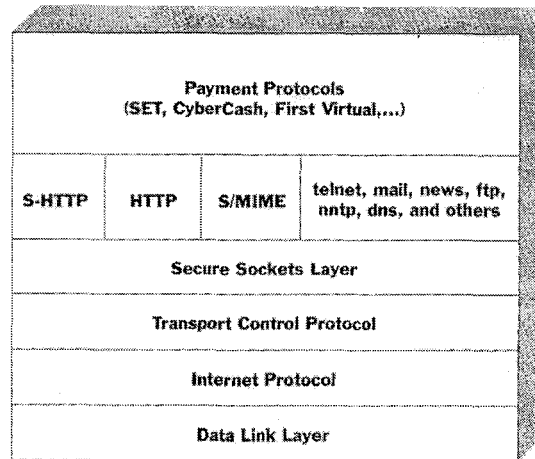 Payment Protocols
(SET, CyberCash, First Virtual,...)
S-HTTP
HTTP
S/MIME
telnet, mail, news, ftp,
nntp, dns, and others
Secure Sockets Layer
Transport Control Protocol
Internet Protocol
Data Link Layer